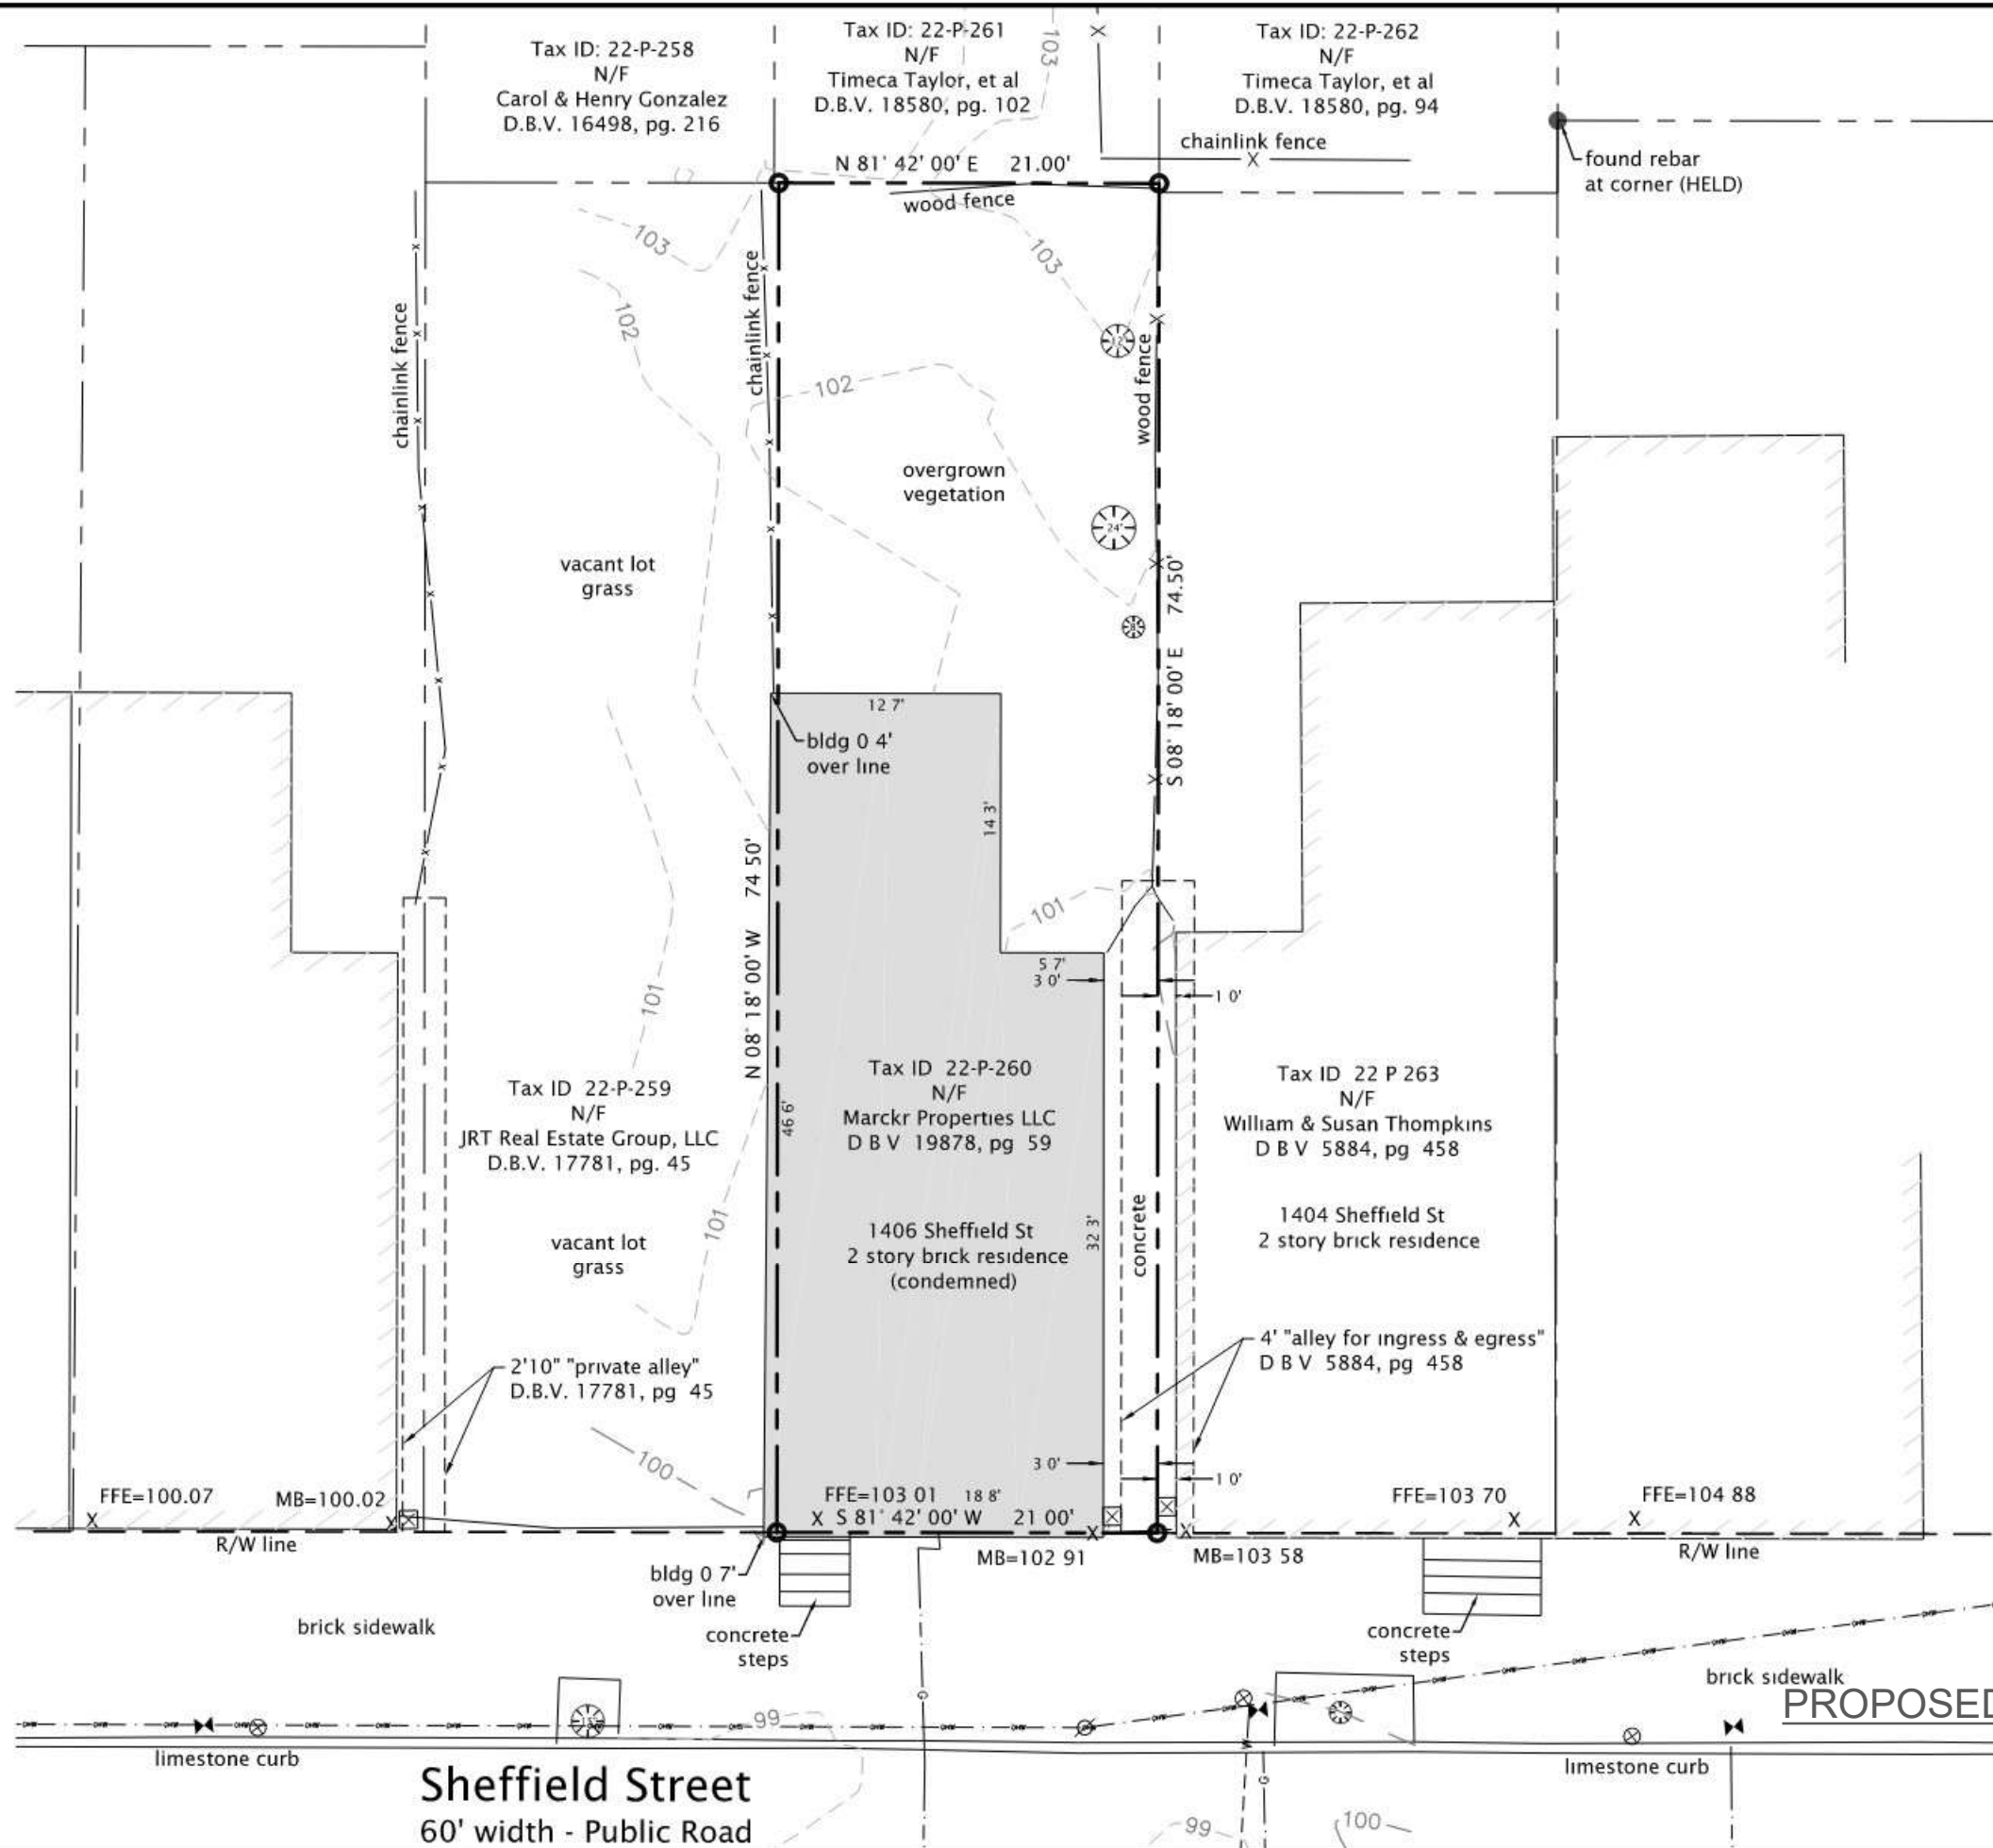 Tax ID: 22-P-258
N/F
Carol & Henry Gonzalez
D.B.V. 16498, pg. 216
Tax ID: 22-P-261
N/F
Timeca Taylor, et al
D.B.V. 18580, pg. 102
103
Tax ID: 22-P-262
N/F
Timeca Taylor, et al
D.B.V. 18580, pg. 94
chainlink fence
X
X
found rebar
at corner (HELD)
N 81° 42' 00' E 21.00'
wood fence
103
103
102
chainlink fence
chainlink fence
12"
wood fence
102
overgrown
vegetation
24"
vacant lot
grass
S 08° 18' 00' E 74.50'
12 7'
bldg 0 4'
over line
14 3'
N 08° 18' 00' W 74 50'
101
101
5 7'
3 0'
1 0'
Tax ID 22-P-259
N/F
JRT Real Estate Group, LLC
D.B.V. 17781, pg. 45
46 6'
Tax ID 22-P-260
N/F
Marckr Properties LLC
D B V 19878, pg 59
Tax ID 22 P 263
N/F
William & Susan Thompkins
D B V 5884, pg 458
101
vacant lot
grass
1406 Sheffield St
2 story brick residence
(condemned)
32 3'
concrete
1404 Sheffield St
2 story brick residence
2'10" "private alley"
D.B.V. 17781, pg 45
4' "alley for ingress & egress"
D B V 5884, pg 458
100
3 0'
1 0'
FFE=100.07
MB=100.02
FFE=103 01
18 8'
X S 81° 42' 00' W 21 00'
FFE=103 70
FFE=104 88
R/W line
MB=102 91
MB=103 58
R/W line
bldg 0 7'
over line
brick sidewalk
concrete
steps
concrete
steps
brick sidewalk
PROPOSED
99
limestone curb
limestone curb
Sheffield Street
60' width - Public Road
G
W
G
99
100